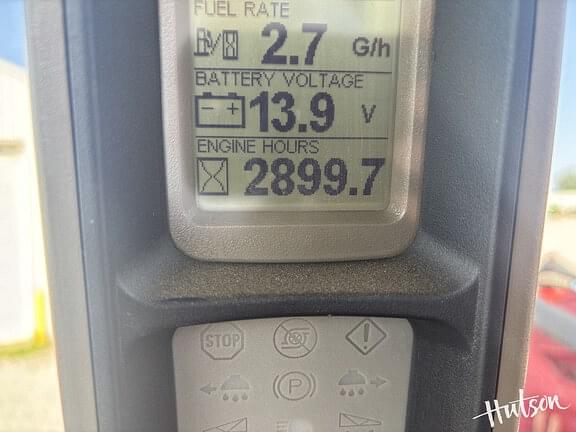 FUEL RATE
2.7 G/h
BATTERY VOLTAGE
- + 13.9 V
ENGINE HOURS
2899.7
STOP
!
P
Hutson